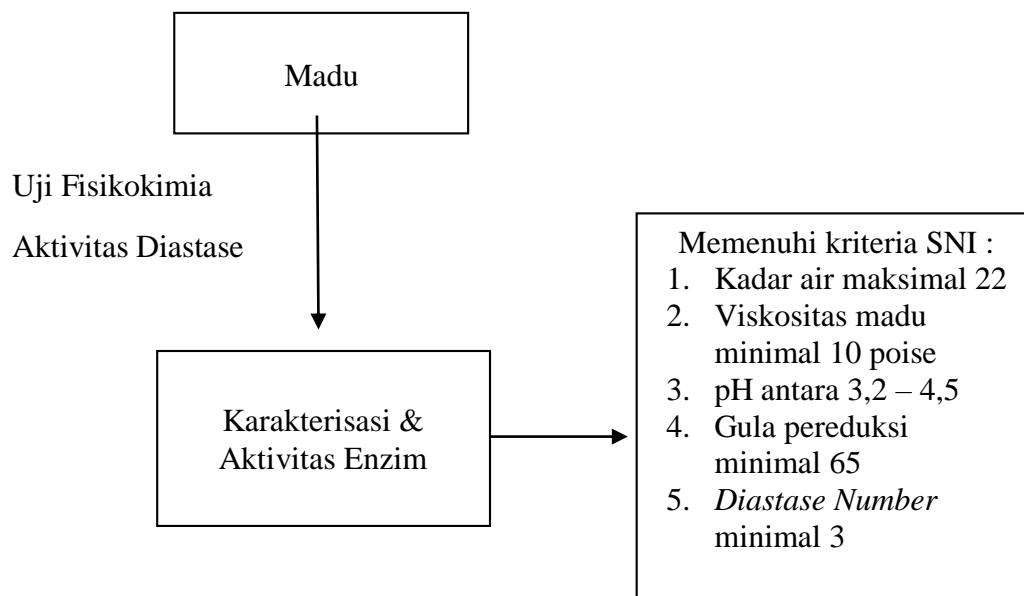 Madu
Uji Fisikokimia
Aktivitas Diastase
Karakterisasi &
Aktivitas Enzim
Memenuhi kriteria SNI :
1. Kadar air maksimal 22
2. Viskositas madu
minimal 10 poise
3. pH antara 3,2 – 4,5
4. Gula pereduksi
minimal 65
5. Diastase Number
minimal 3